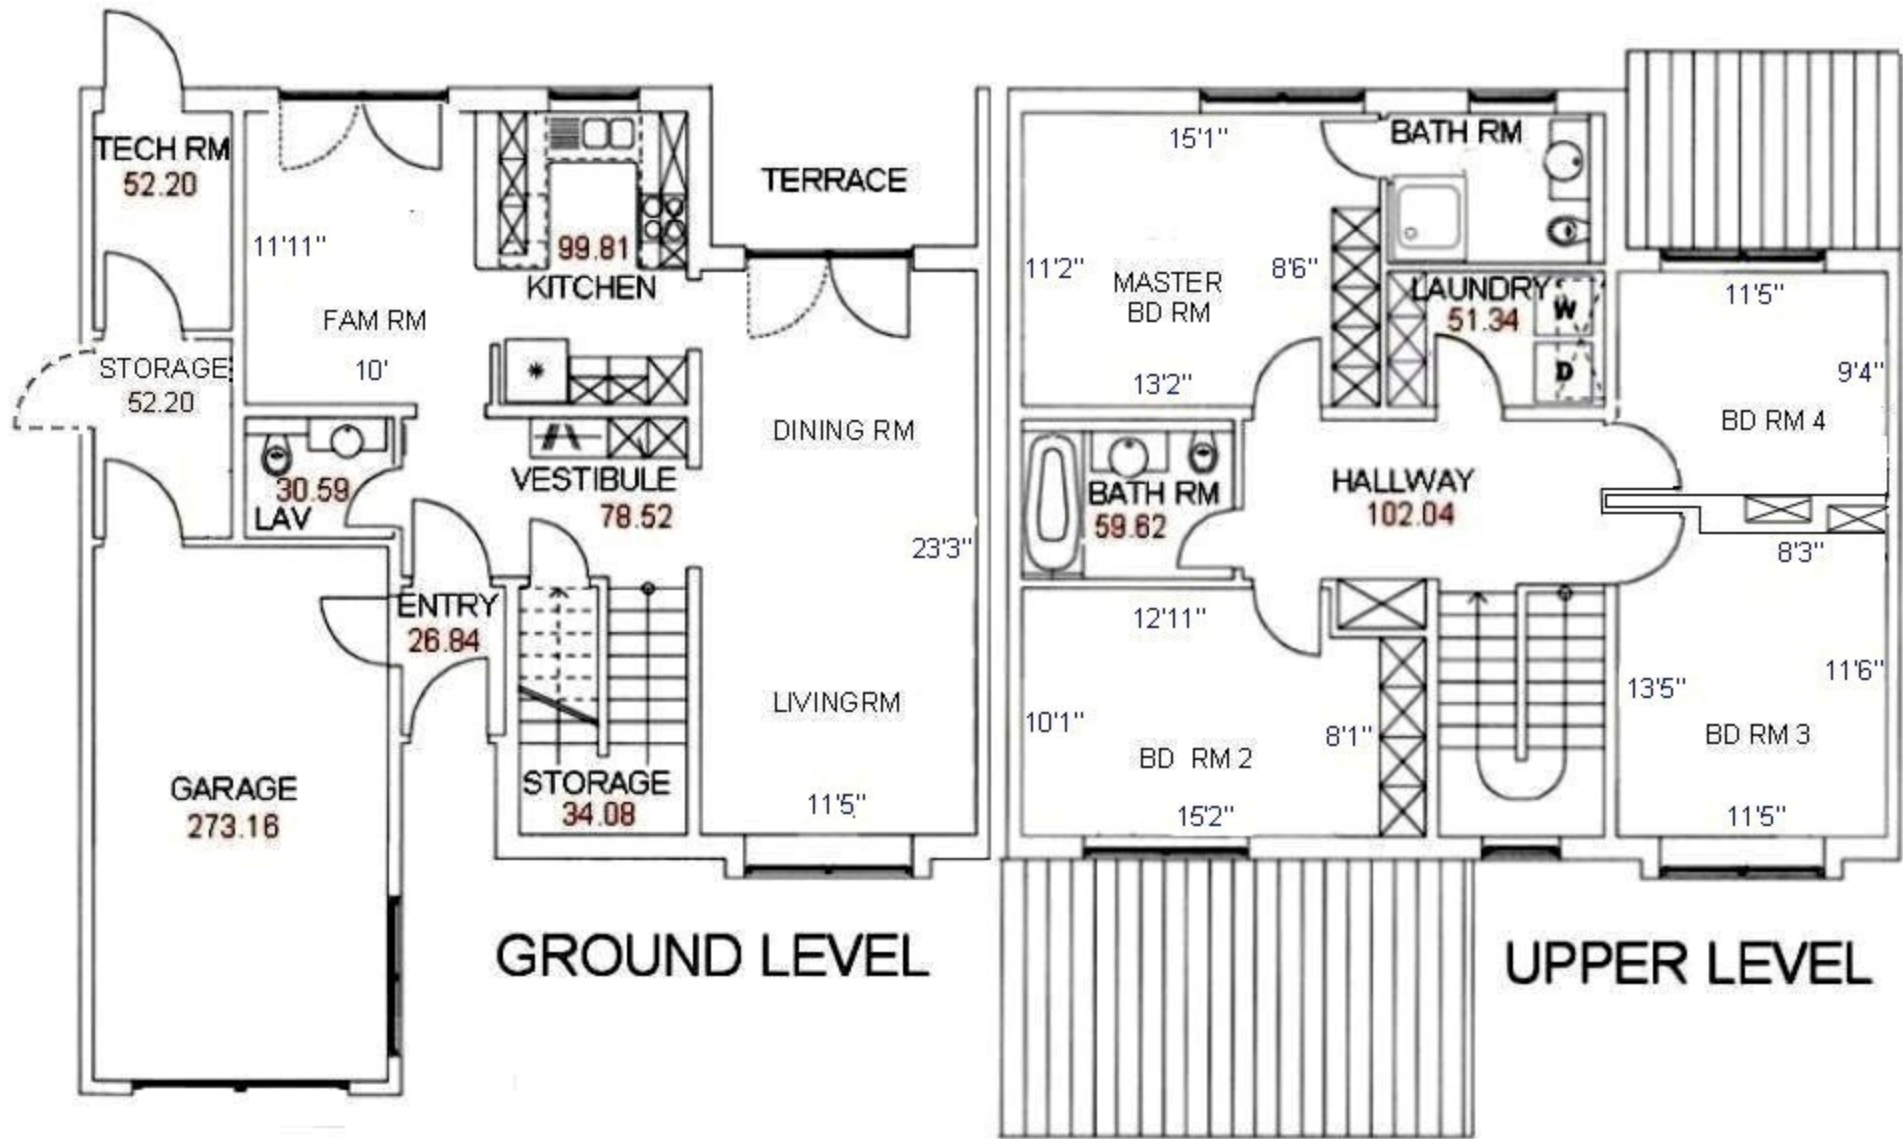 TECH RM
52.20
11'11"
FAM RM
10'
STORAGE
52.20
99.81
KITCHEN
TERRACE
30.59
LAV
VESTIBULE
78.52
DINING RM
23'3"
ENTRY
26.84
LIVINGRM
11'5"
STORAGE
34.08
GARAGE
273.16
GROUND LEVEL
15'1"
BATH RM
11'2"
MASTER
BD RM
8'6"
13'2"
LAUNDRY
51.34
W
D
11'5"
9'4"
BD RM 4
BATH RM
59.62
HALLWAY
102.04
8'3"
12'11"
10'1"
BD RM 2
8'1"
15'2"
13'5"
11'6"
BD RM 3
11'5"
UPPER LEVEL